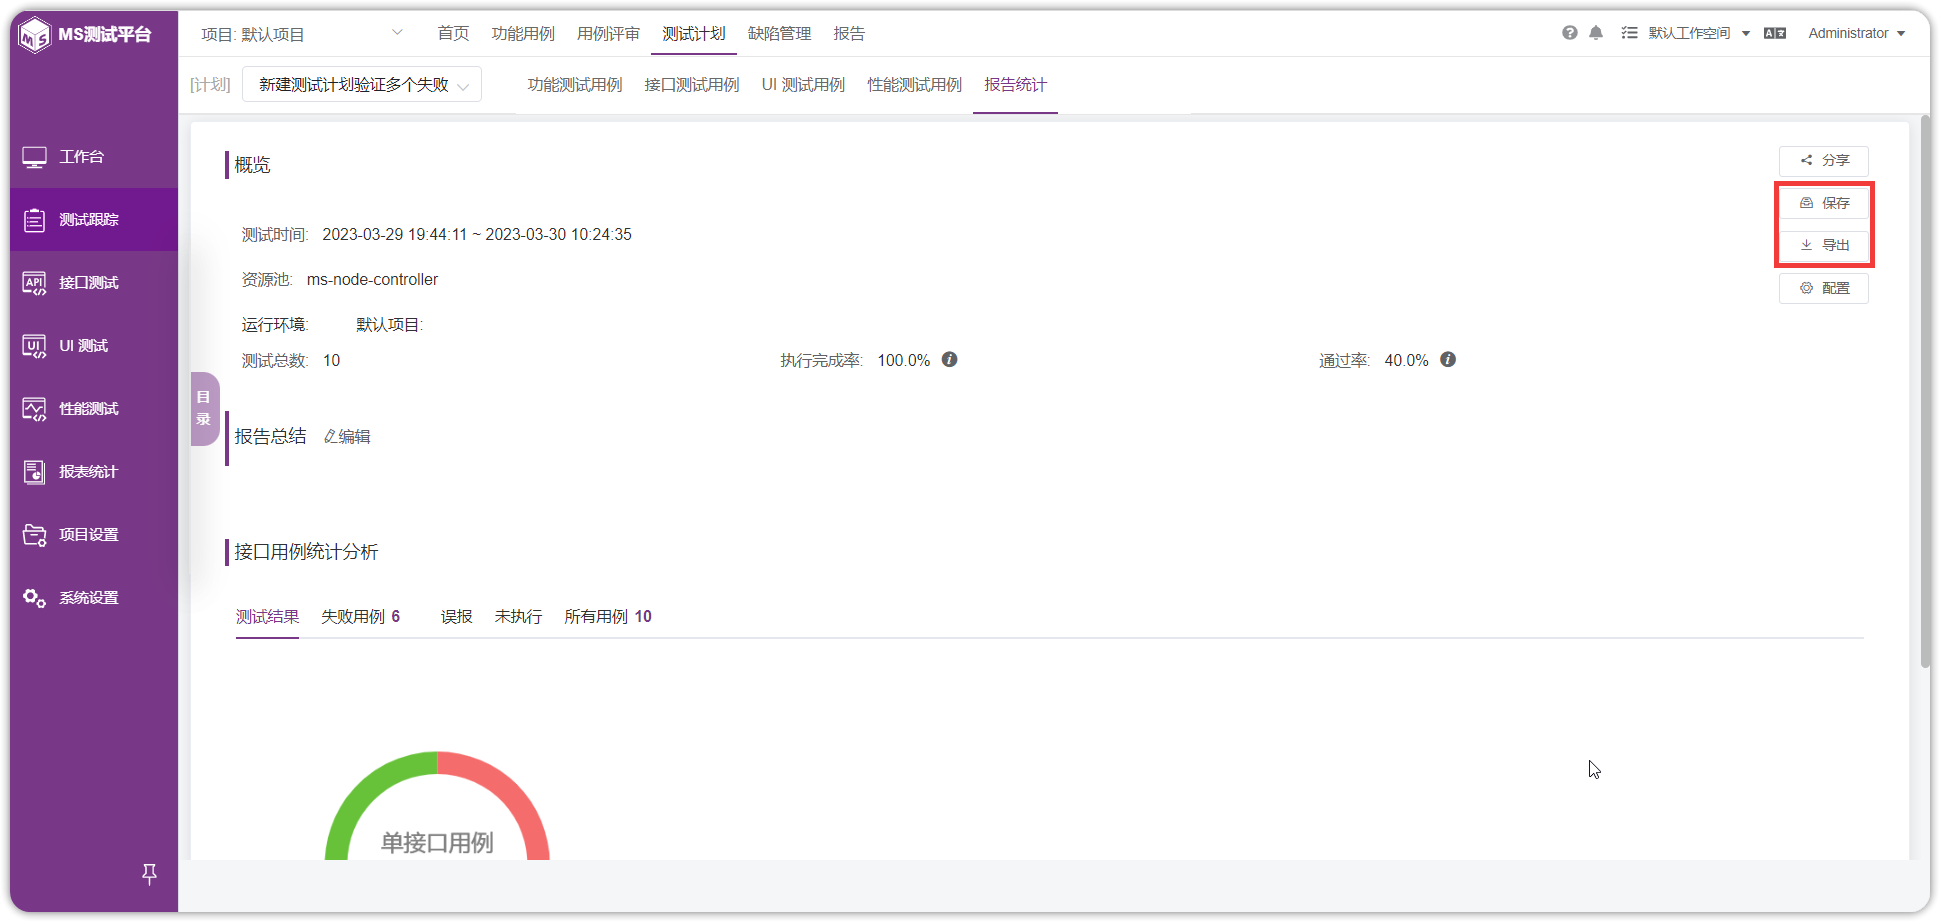 MS测试平台
项目: 默认项目
首页 功能用例 用例评审 测试计划 缺陷管理 报告
默认工作空间
Administrator
[计划] 新建测试计划验证多个失败
功能测试用例 接口测试用例 UI 测试用例 性能测试用例 报告统计
工作台
测试跟踪
接口测试
UI 测试
性能测试
报表统计
项目设置
系统设置
目录
概览
分享
保存
导出
配置
测试时间: 2023-03-29 19:44:11 ~ 2023-03-30 10:24:35
资源池: ms-node-controller
运行环境: 默认项目:
测试总数: 10 执行完成率: 100.0% 通过率: 40.0%
报告总结 编辑
接口用例统计分析
测试结果 失败用例 6 误报 未执行 所有用例 10
单接口用例